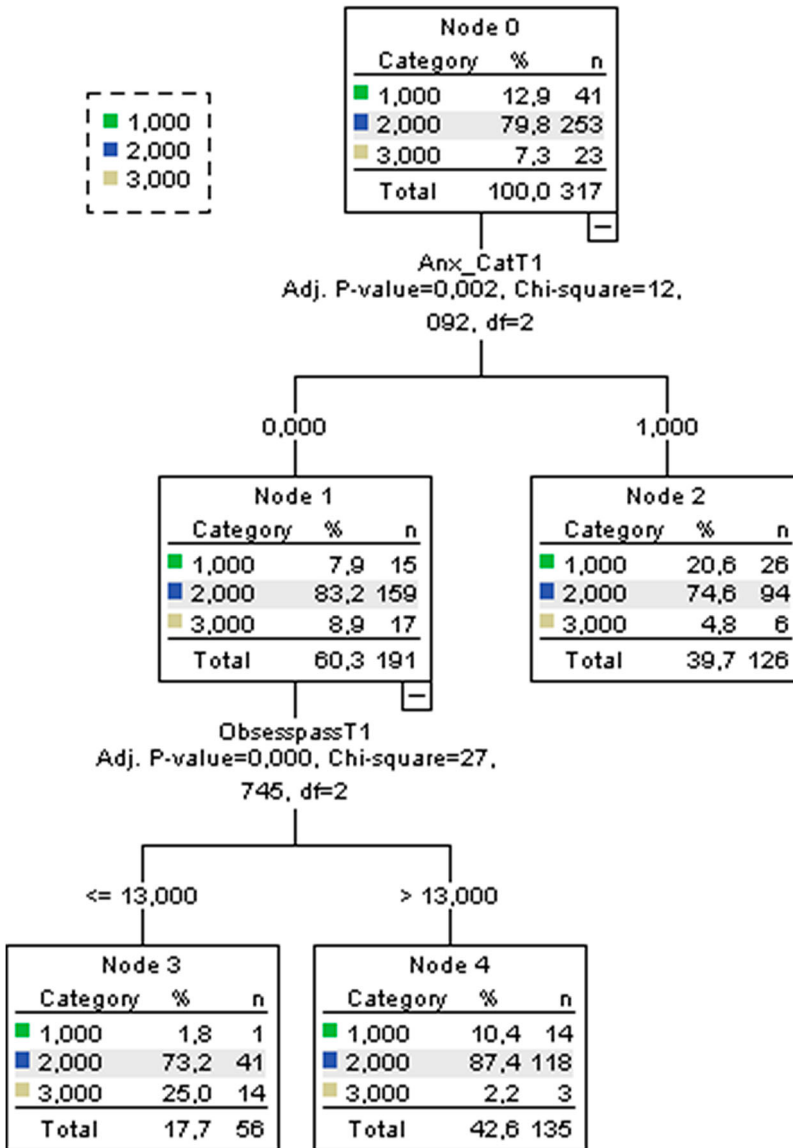 Node 0
Category % n
1,000 12,9 41
2,000 79,8 253
3,000 7,3 23
Total 100,0 317
1,000
2,000
3,000
Anx_CatT1
Adj. P-value=0,002, Chi-square=12,
092, df=2
0,000
1,000
Node 1
Category % n
1,000 7,9 15
2,000 83,2 159
3,000 8,9 17
Total 60,3 191
Node 2
Category % n
1,000 20,6 26
2,000 74,6 94
3,000 4,8 6
Total 39,7 126
ObsesspassT1
Adj. P-value=0,000, Chi-square=27,
745, df=2
<= 13,000
> 13,000
Node 3
Category % n
1,000 1,8 1
2,000 73,2 41
3,000 25,0 14
Total 17,7 56
Node 4
Category % n
1,000 10,4 14
2,000 87,4 118
3,000 2,2 3
Total 42,6 135